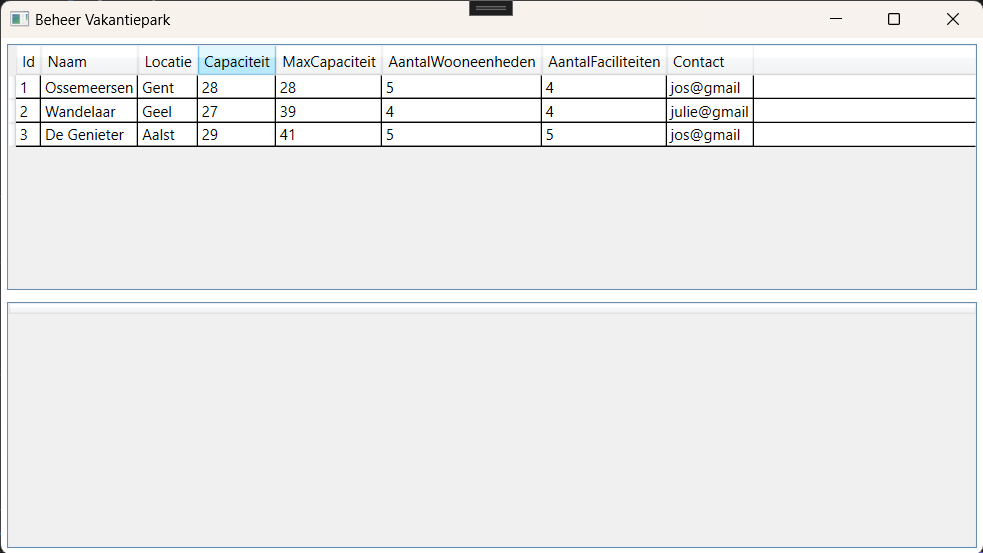 Beheer Vakantiepark
Id Naam Locatie Capaciteit MaxCapaciteit AantalWooneenheden AantalFaciliteiten Contact
1 Ossemeersen Gent 28 28 5 4 jos@gmail
2 Wandelaar Geel 27 39 4 4 julie@gmail
3 De Genieter Aalst 29 41 5 5 jos@gmail